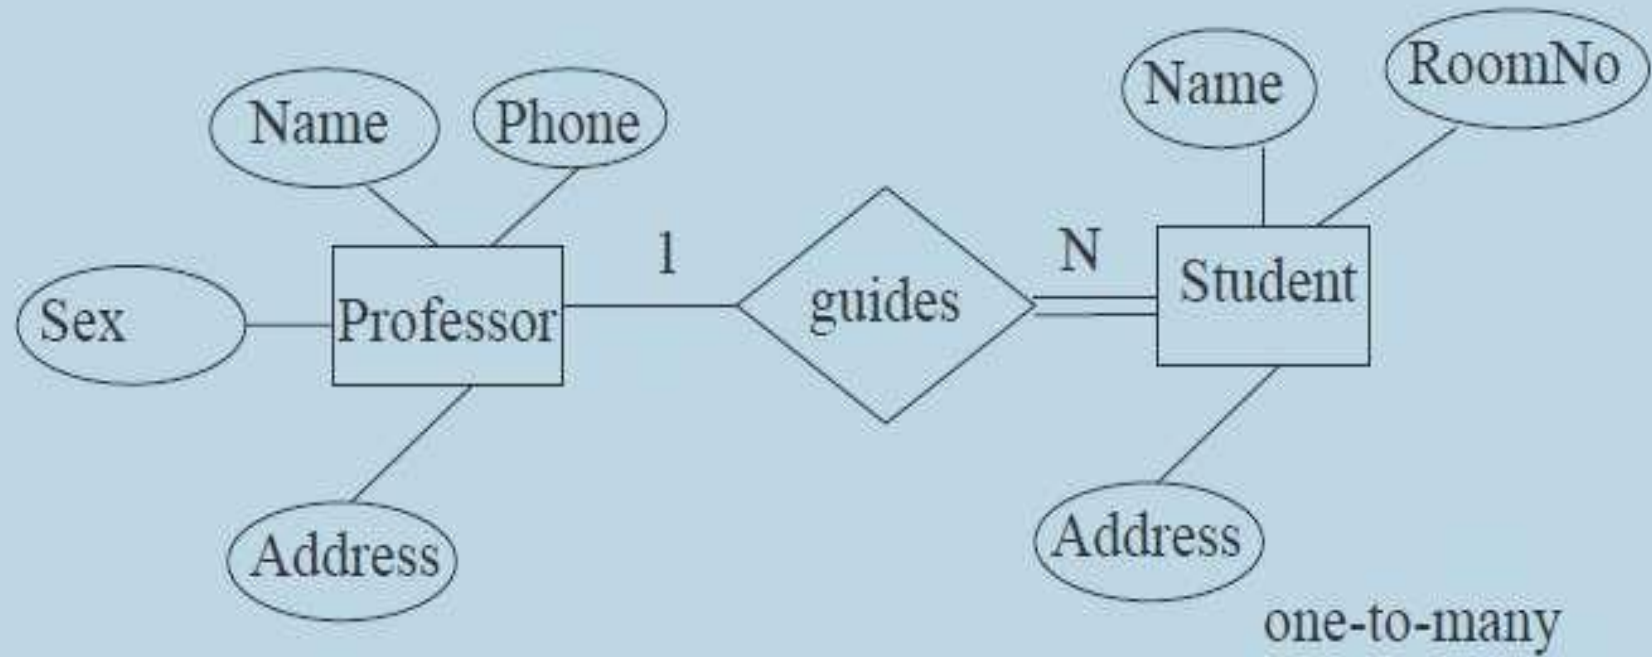 Name
Phone
Name
RoomNo
Sex
Professor
1
guides
N
Student
Address
Address
one-to-many